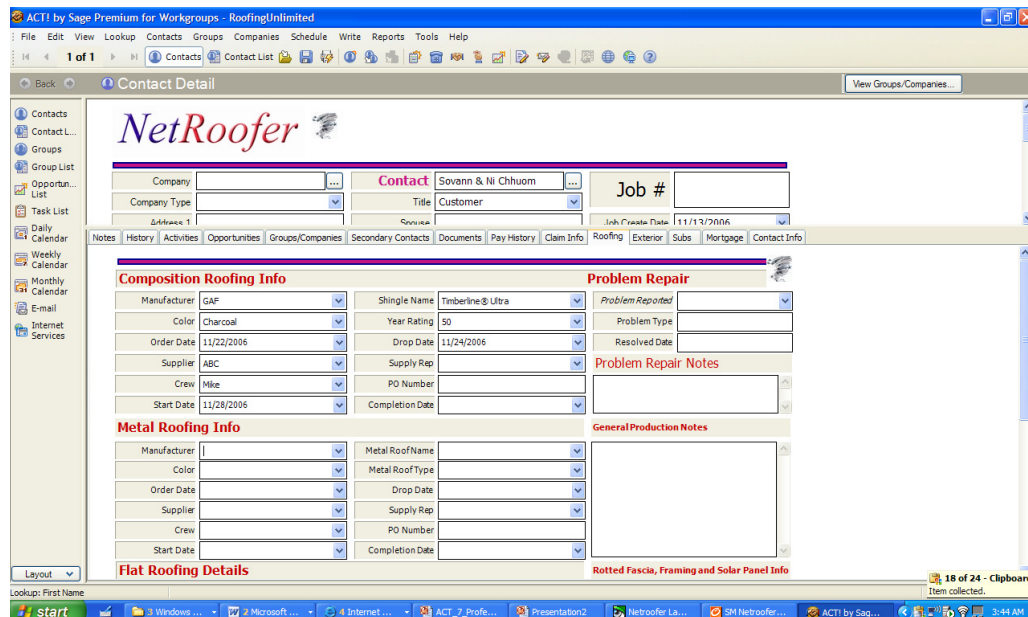 ACT! by Sage Premium for Workgroups - RoofingUnlimited
File Edit View Lookup Contacts Groups Companies Schedule Write Reports Tools Help
1 of 1 Contacts Contact List
Back Contact Detail View Groups/Companies...
Contacts
Contact L...
Groups
Group List
Opportun... List
Task List
Daily Calendar
Weekly Calendar
Monthly Calendar
E-mail
Internet Services
Layout
NetRoofer
Company ... Contact Sovann & Ni Chhuom ... Job #
Company Type Title Customer
Address 1 Spouse Job Create Date 11/13/2006
Notes History Activities Opportunities Groups/Companies Secondary Contacts Documents Pay History Claim Info Roofing Exterior Subs Mortgage Contact Info
Composition Roofing Info Problem Repair
Manufacturer GAF Shingle Name Timberline® Ultra Problem Reported
Color Charcoal Year Rating 50 Problem Type
Order Date 11/22/2006 Drop Date 11/24/2006 Resolved Date
Supplier ABC Supply Rep Problem Repair Notes
Crew Mike PO Number
Start Date 11/28/2006 Completion Date
Metal Roofing Info General Production Notes
Manufacturer Metal Roof Name
Color Metal Roof Type
Order Date Drop Date
Supplier Supply Rep
Crew PO Number
Start Date Completion Date
Flat Roofing Details Rotted Fascia, Framing and Solar Panel Info
18 of 24 - Clipboard
Item collected.
Lookup: First Name
start 3 Windows ... 2 Microsoft ... 4 Internet ... ACT_7_Profe... Presentation2 Netroofer La... SM Netroofer... ACT! by Sag... 3:44 AM